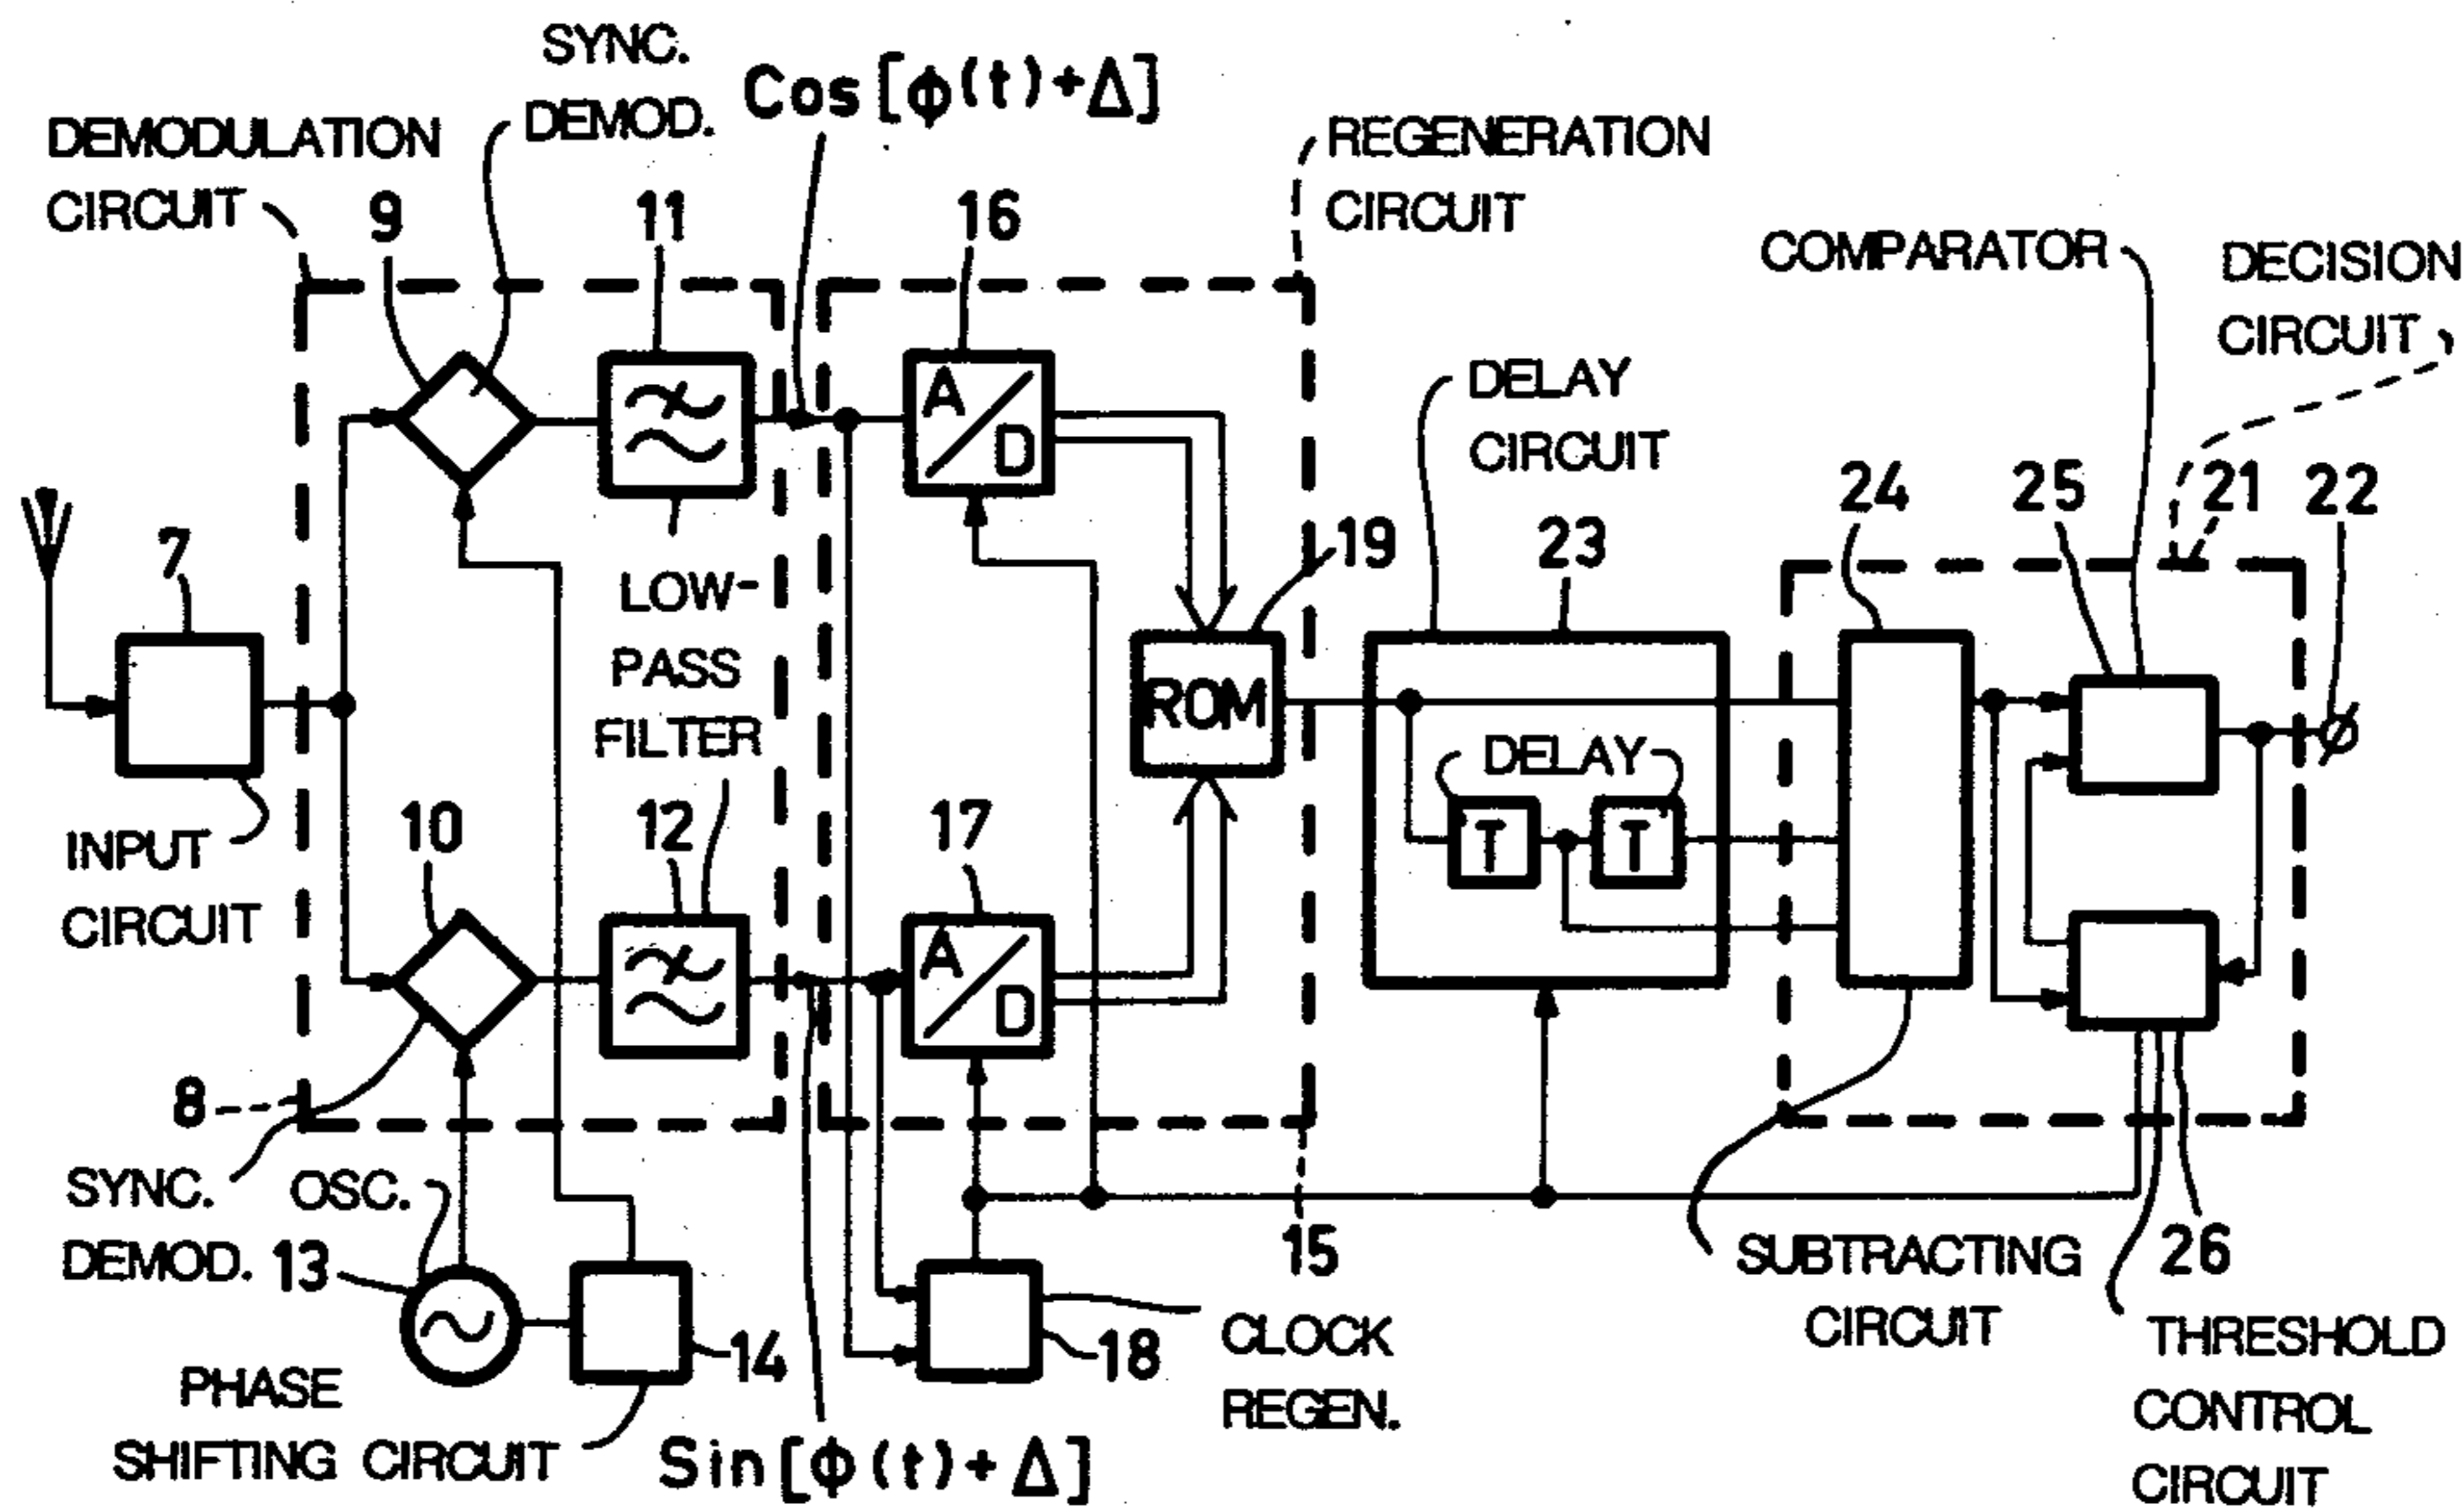 SYNC.
DEMOD.
Cos[ϕ(t)+Δ]
DEMODULATION
CIRCUIT
REGENERATION
CIRCUIT
9
11
16
COMPARATOR
DECISION
CIRCUIT
A
D
DELAY
CIRCUIT
24
25
21
22
7
19
23
LOW-
PASS
FILTER
ROM
DELAY
T
T
INPUT
CIRCUIT
10
12
17
A
D
8
SYNC.
DEMOD.
OSC.
13
15
SUBTRACTING
CIRCUIT
26
14
18
CLOCK
REGEN.
THRESHOLD
CONTROL
CIRCUIT
PHASE
SHIFTING CIRCUIT
Sin[ϕ(t)+Δ]